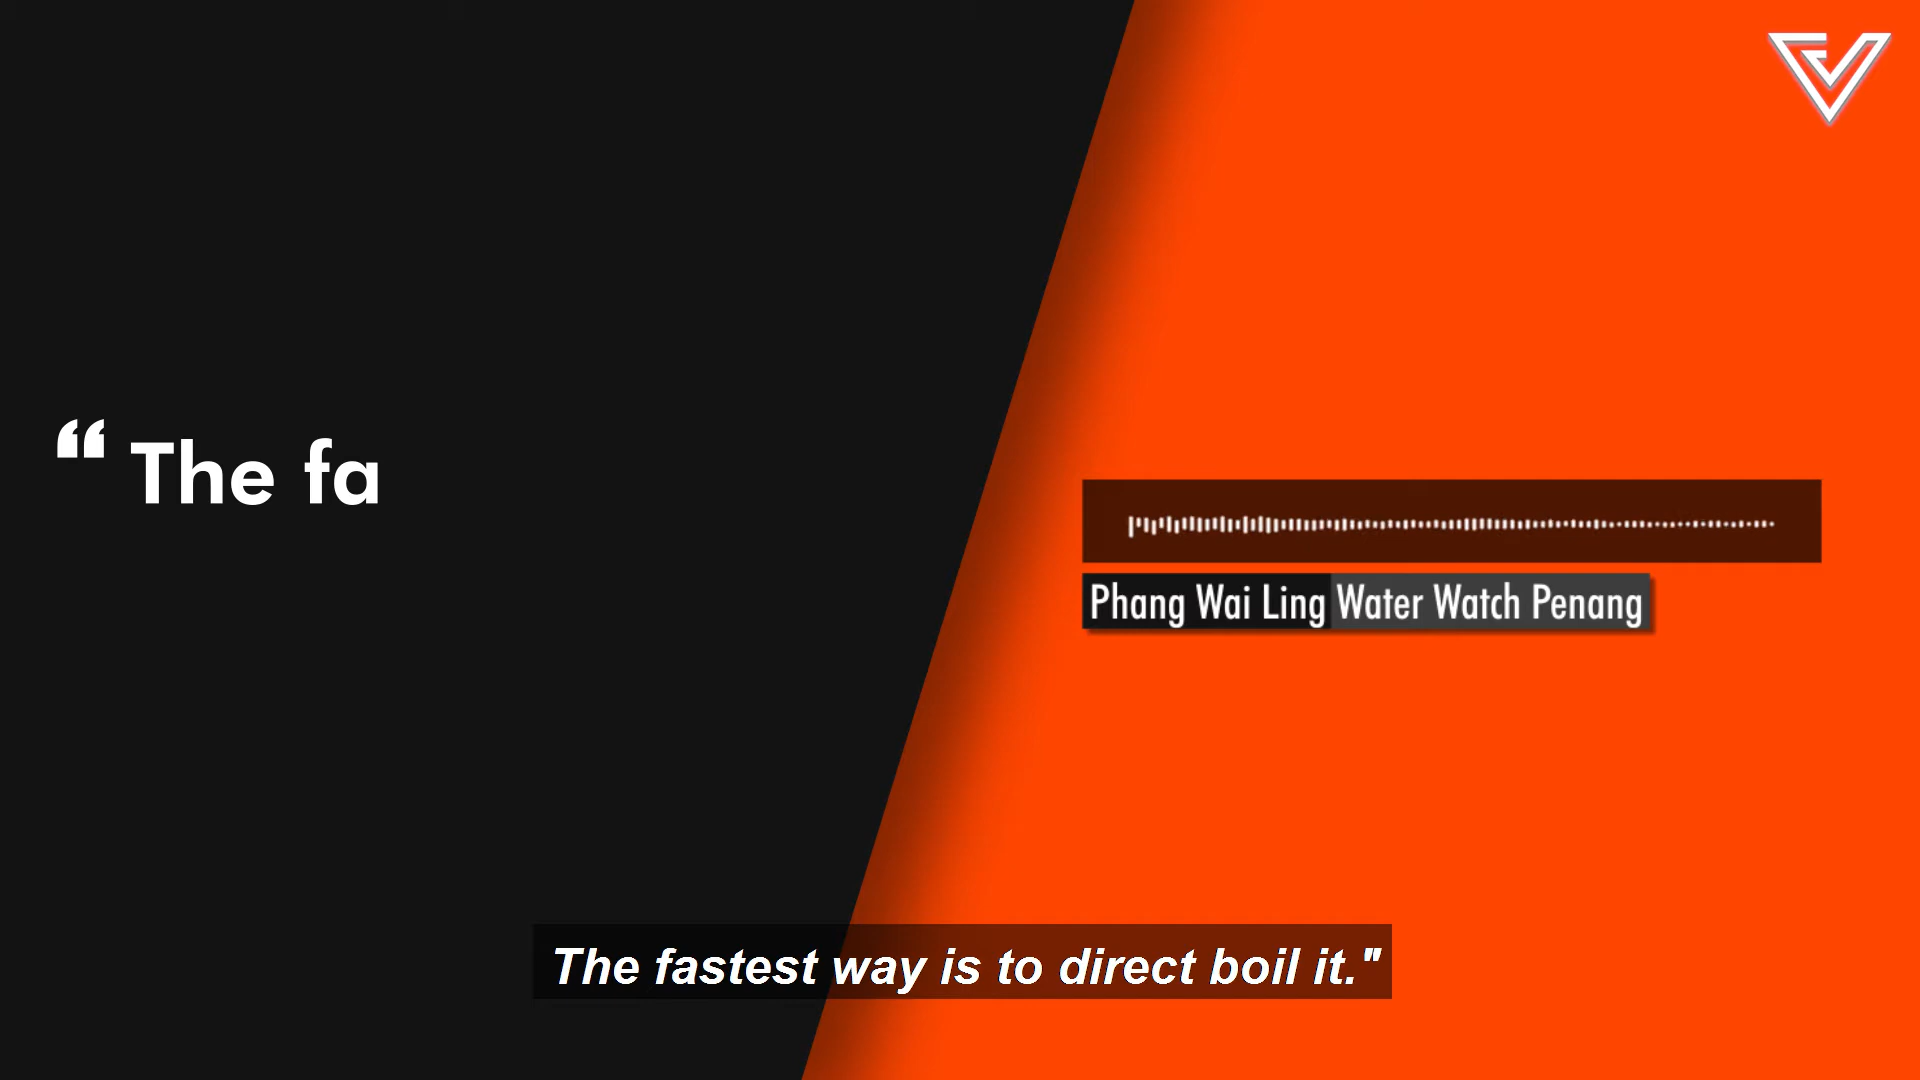 “ The fa
Phang Wai Ling Water Watch Penang
The fastest way is to direct boil it."